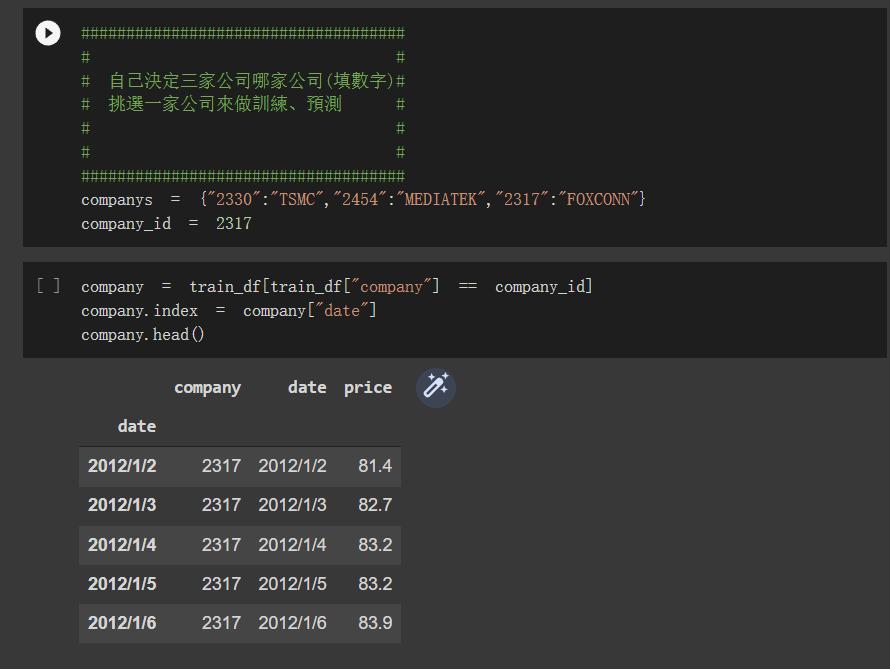 ####################################
#                                  #
#  自己決定三家公司哪家公司(填數字)#
#  挑選一家公司來做訓練、預測      #
#                                  #
#                                  #
####################################
companys = {"2330":"TSMC","2454":"MEDIATEK","2317":"FOXCONN"}
company_id = 2317
[ ] company = train_df[train_df["company"] == company_id]
company.index = company["date"]
company.head()
company date price
date
2012/1/2 2317 2012/1/2 81.4
2012/1/3 2317 2012/1/3 82.7
2012/1/4 2317 2012/1/4 83.2
2012/1/5 2317 2012/1/5 83.2
2012/1/6 2317 2012/1/6 83.9